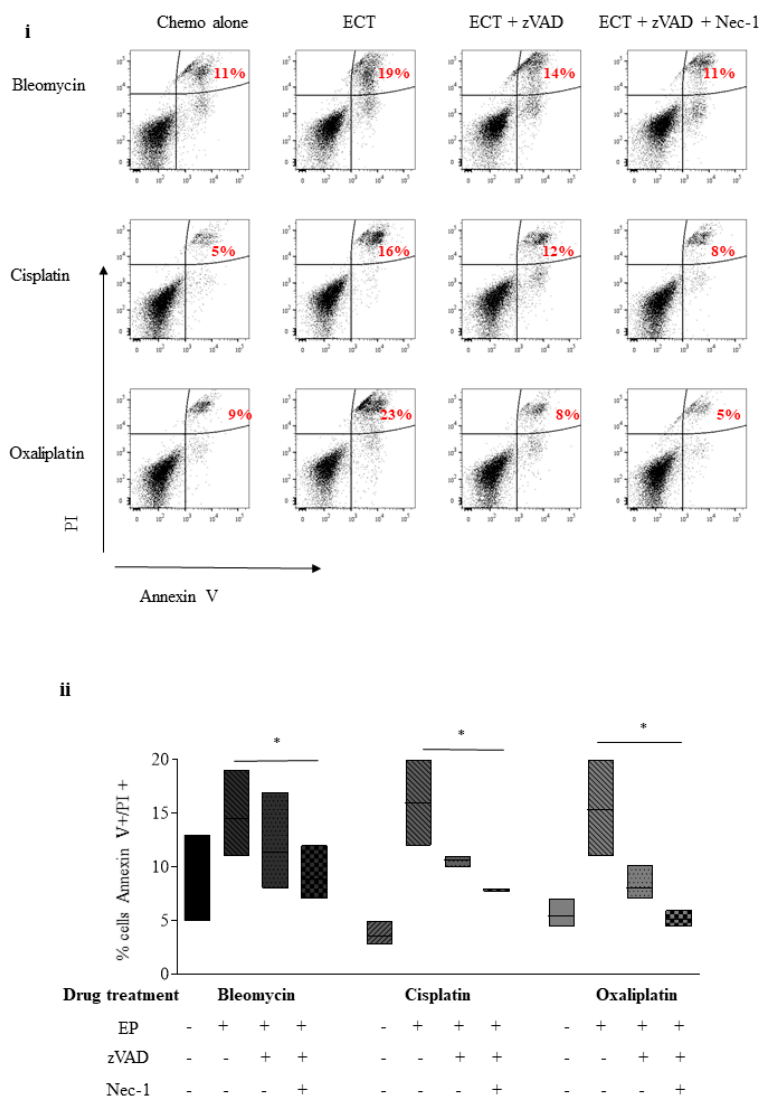 i
Chemo alone ECT ECT + zVAD ECT + zVAD + Nec-1
Bleomycin 11% 19% 14% 11%
Cisplatin 5% 16% 12% 8%
Oxaliplatin 9% 23% 8% 5%
PI
Annexin V
ii
% cells Annexin V+/PI +
* * *
20
15
10
5
0
Drug treatment Bleomycin Cisplatin Oxaliplatin
EP - + + + - + + + - + + +
zVAD - - + + - - + + - - + +
Nec-1 - - - + - - - + - - - +